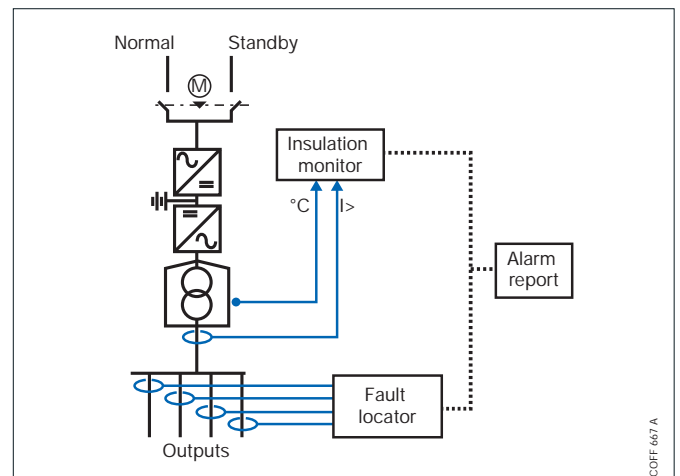 Normal
Standby
M
Insulation
monitor
°C
I>
Alarm
report
Fault
locator
Outputs
COFF 667 A